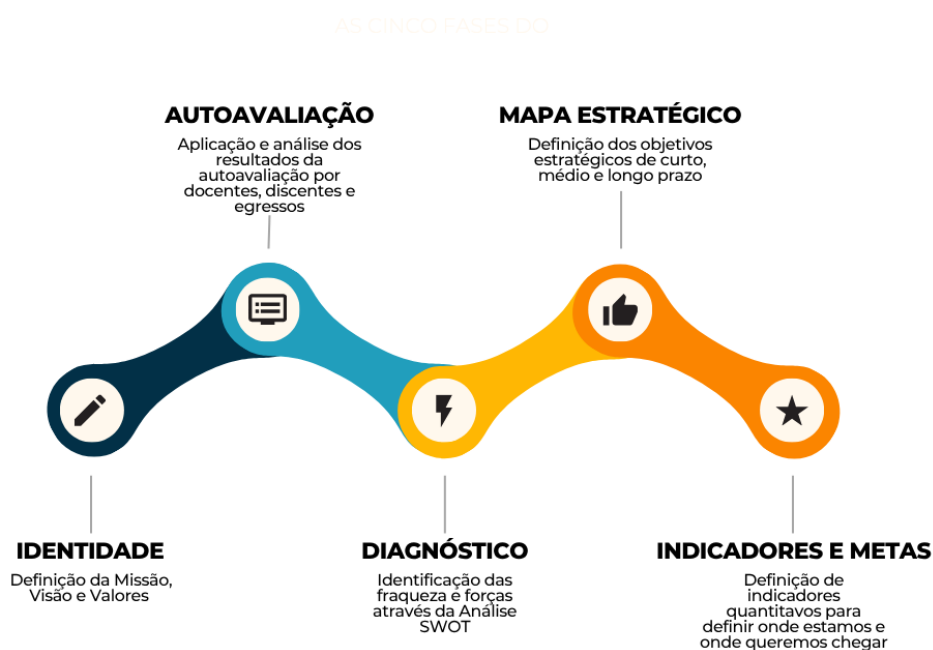 AS CINCO FASES DO
AUTOAVALIAÇÃO
Aplicação e análise dos
resultados da
autoavaliação por
docentes, discentes e
egressos
MAPA ESTRATÉGICO
Definição dos objetivos
estratégicos de curto,
médio e longo prazo
IDENTIDADE
Definição da Missão,
Visão e Valores
DIAGNÓSTICO
Identificação das
fraqueza e forças
através da Análise
SWOT
INDICADORES E METAS
Definição de
indicadores
quantitavos para
definir onde estamos e
onde queremos chegar